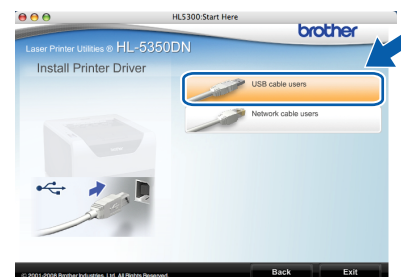 HL5300:Start Here
brother
Laser Printer Utilities ® HL-5350DN
Install Printer Driver
USB cable users
Network cable users
© 2001-2008 Brother Industries, Ltd. All Rights Reserved.
Back
Exit